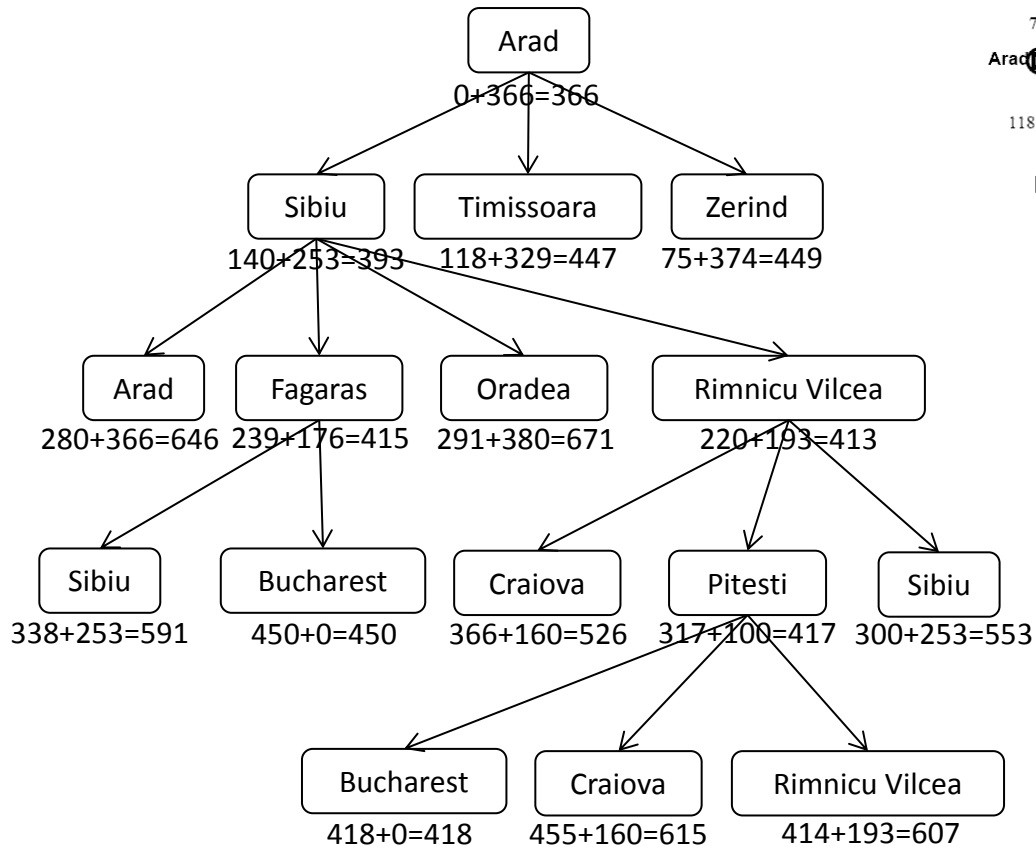 Arad
0+366=366
7
Arad
118
Sibiu
Timissoara
Zerind
140+253=393
118+329=447
75+374=449
Arad
Fagaras
Oradea
Rimnicu Vilcea
280+366=646
239+176=415
291+380=671
220+193=413
Sibiu
Bucharest
Craiova
Pitesti
Sibiu
338+253=591
450+0=450
366+160=526
317+100=417
300+253=553
Bucharest
Craiova
Rimnicu Vilcea
418+0=418
455+160=615
414+193=607